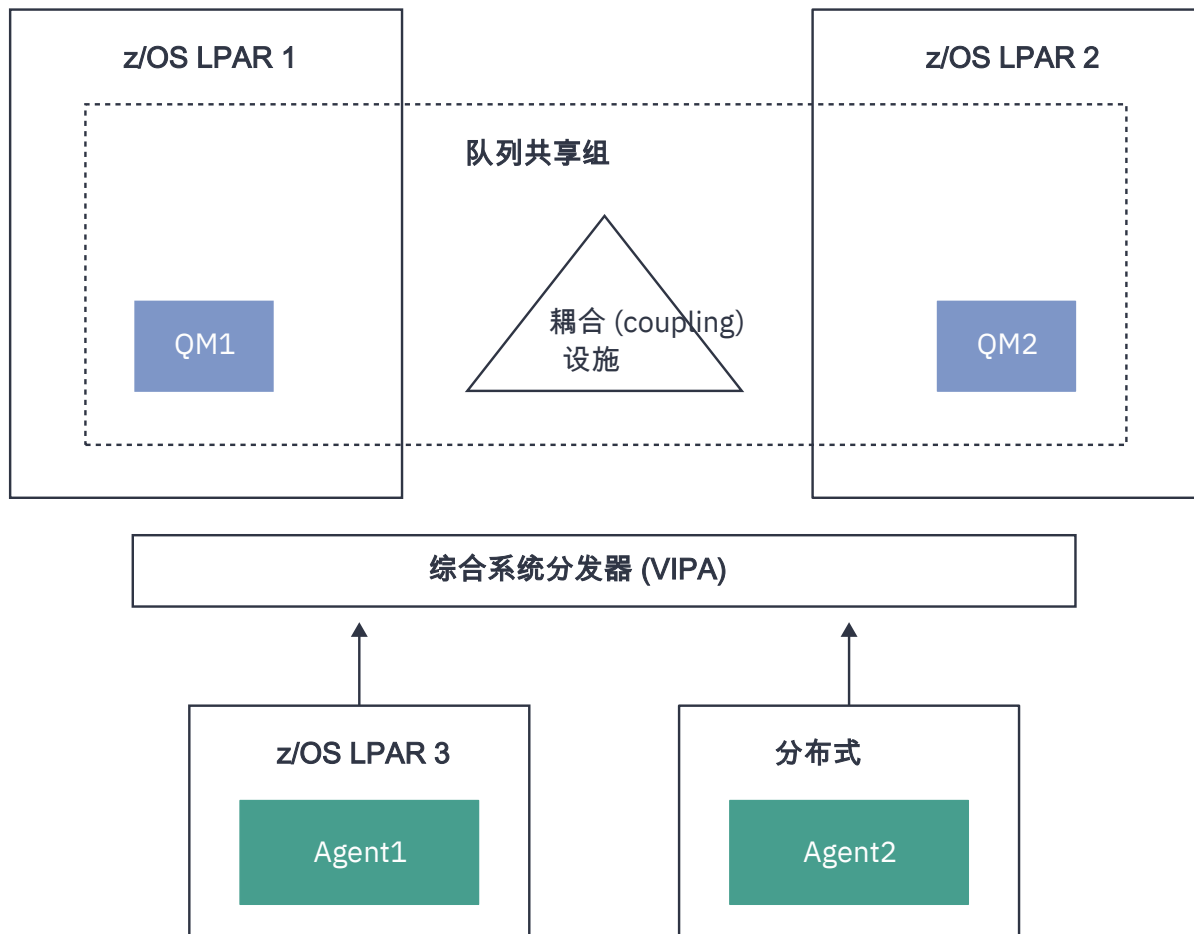 z/OS LPAR 1
z/OS LPAR 2
队列共享组
耦合 (coupling)
设施
QM1
QM2
综合系统分发器 (VIPA)
z/OS LPAR 3
分布式
Agent1
Agent2